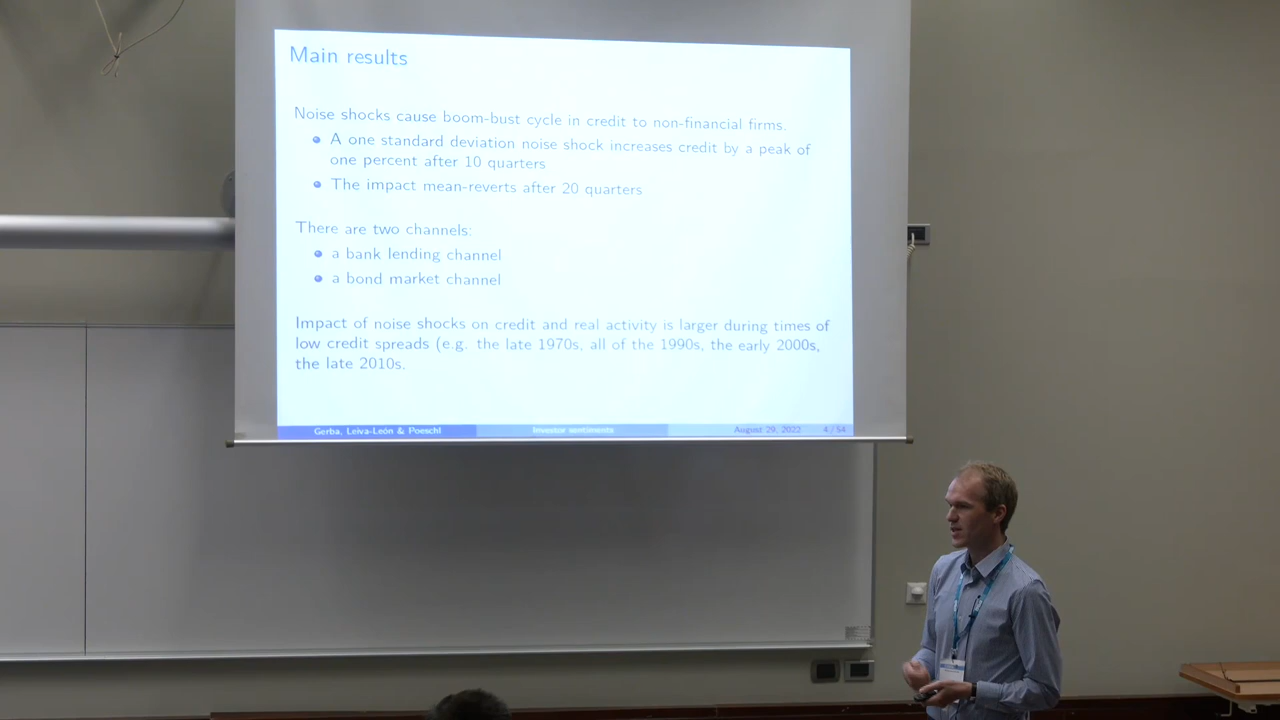 Main results
Noise shocks cause boom-bust cycle in credit to non-financial firms.
A one standard deviation noise shock increases credit by a peak of
one percent after 10 quarters
The impact mean-reverts after 20 quarters
There are two channels:
a bank lending channel
a bond market channel
Impact of noise shocks on credit and real activity is larger during times of
low credit spreads (e.g. the late 1970s, all of the 1990s, the early 2000s,
the late 2010s.
Gerba, Leiva-León & Poeschl Investor sentiments August 29, 2022 4 / 54